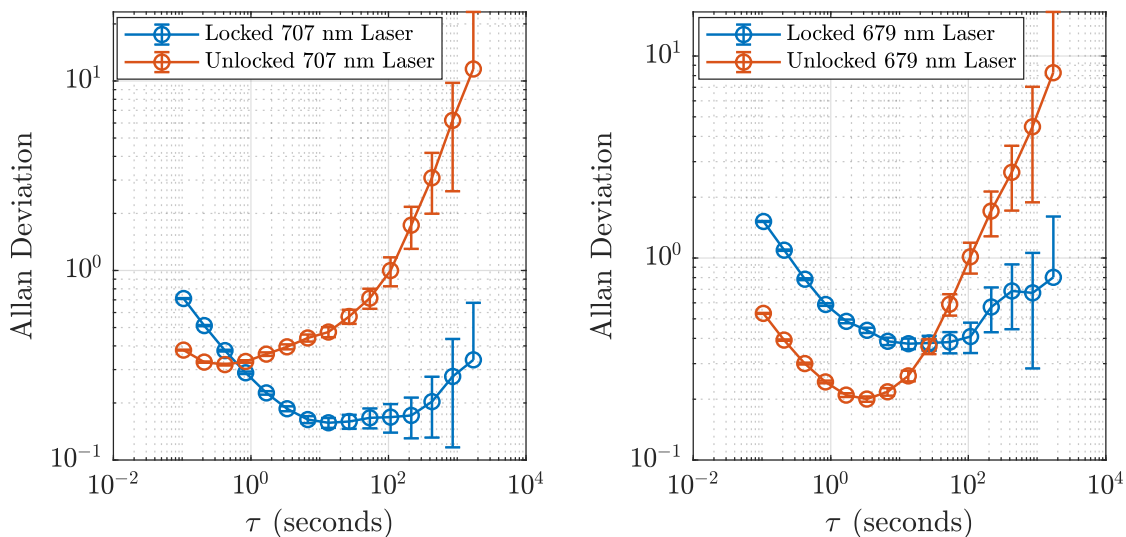 Locked 707 nm Laser
Unlocked 707 nm Laser
10^1
10^0
10^-1
Allan Deviation
10^-2
10^0
10^2
10^4
τ (seconds)
Locked 679 nm Laser
Unlocked 679 nm Laser
10^1
10^0
10^-1
Allan Deviation
10^-2
10^0
10^2
10^4
τ (seconds)